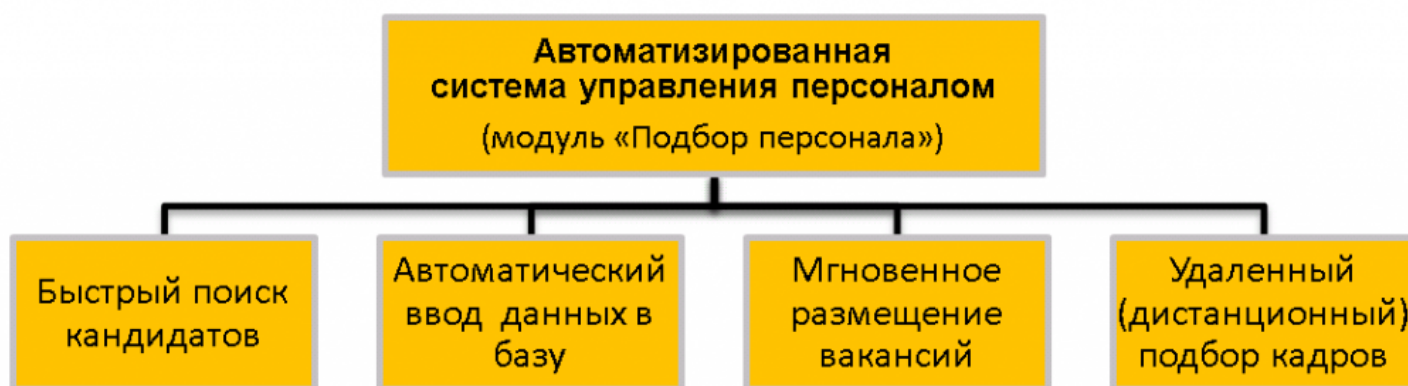 Автоматизированная
система управления персоналом
(модуль «Подбор персонала»)
Быстрый поиск
кандидатов
Автоматический
ввод данных в
базу
Мгновенное
размещение
вакансий
Удаленный
(дистанционный)
подбор кадров